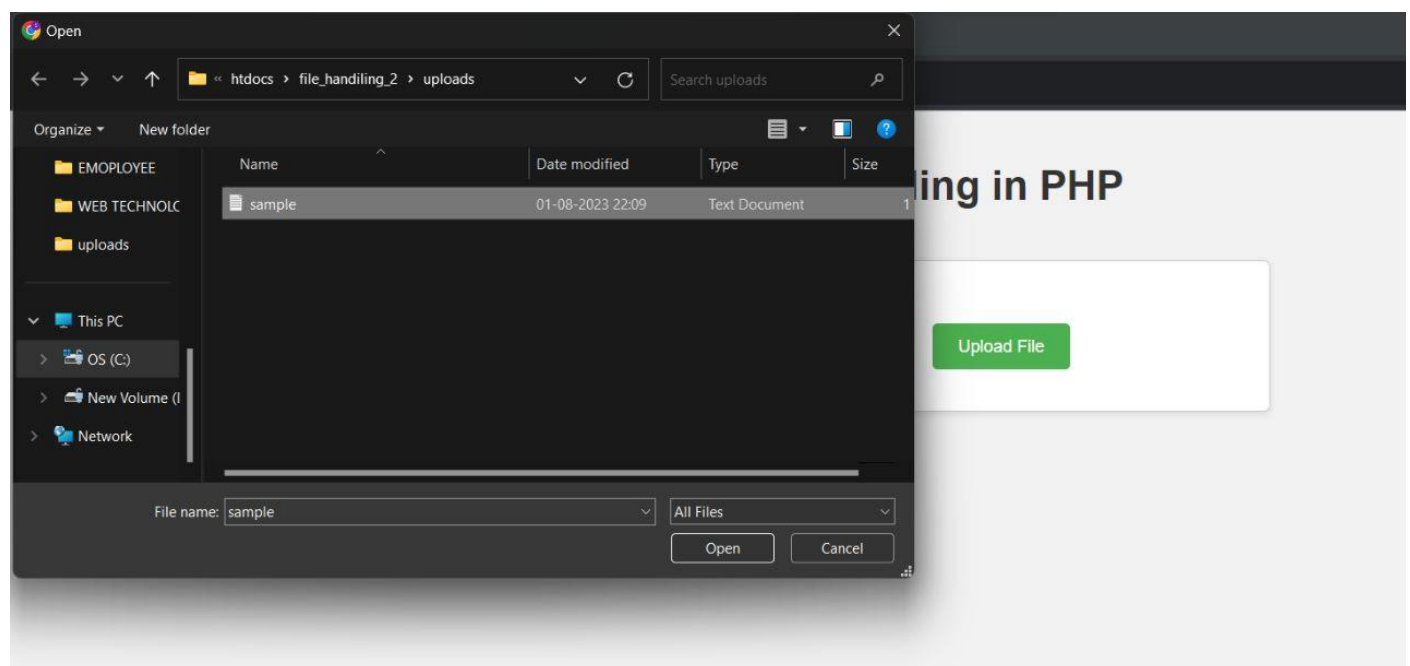 Open
« htdocs › file_handiling_2 › uploads
Search uploads
Organize
New folder
Name
Date modified
Type
Size
EMOPLOYEE
WEB TECHNOLC
uploads
sample
01-08-2023 22:09
Text Document
1
This PC
OS (C:)
New Volume (I
Network
File name:
sample
All Files
Open
Cancel
ling in PHP
Upload File